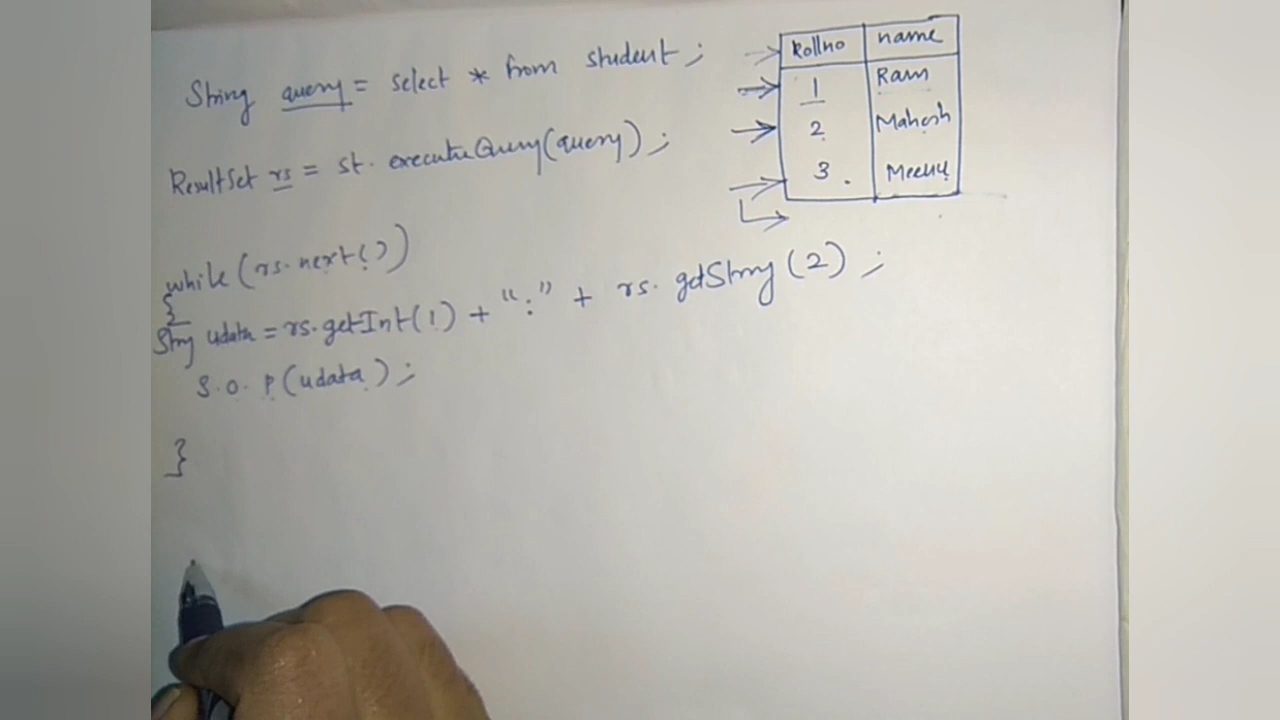 String query = select * from student ;
ResultSet rs = st. executeQuery(query) ;
while (rs.next())
{
String udata = rs.getInt(1) + " : " + rs. getString (2) ;
S.O. P (udata) ;
}
Rollno name
1 Ram
2 Mahesh
3 Meenu